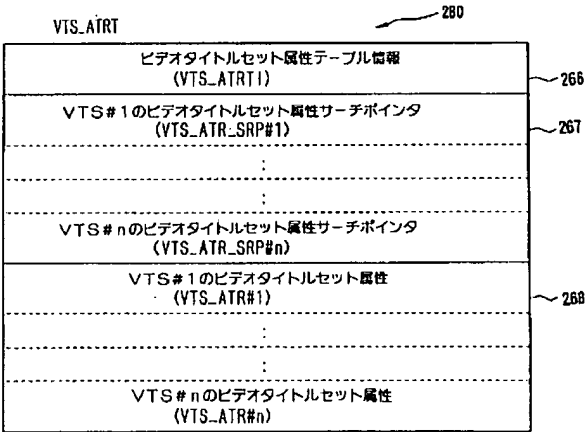 VTS_ATRT
280
ビデオタイトルセット属性テーブル情報
(VTS_ATRTI)
266
VTS#1のビデオタイトルセット属性サーチポインタ
(VTS_ATR_SRP#1)
267
:
:
VTS#nのビデオタイトルセット属性サーチポインタ
(VTS_ATR_SRP#n)
VTS#1のビデオタイトルセット属性
(VTS_ATR#1)
268
:
:
VTS#nのビデオタイトルセット属性
(VTS_ATR#n)